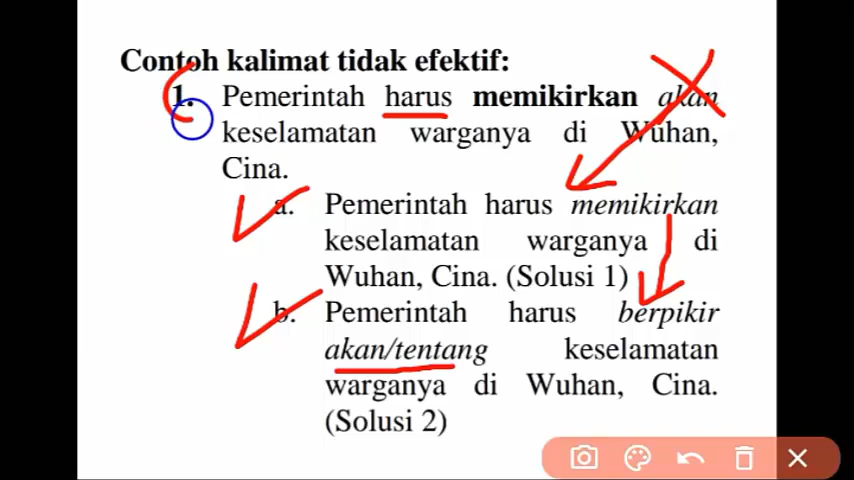 Contoh kalimat tidak efektif:
1. Pemerintah harus memikirkan akan
keselamatan warganya di Wuhan,
Cina.
a. Pemerintah harus memikirkan
keselamatan warganya di
Wuhan, Cina. (Solusi 1)
b. Pemerintah harus berpikir
akan/tentang keselamatan
warganya di Wuhan, Cina.
(Solusi 2)